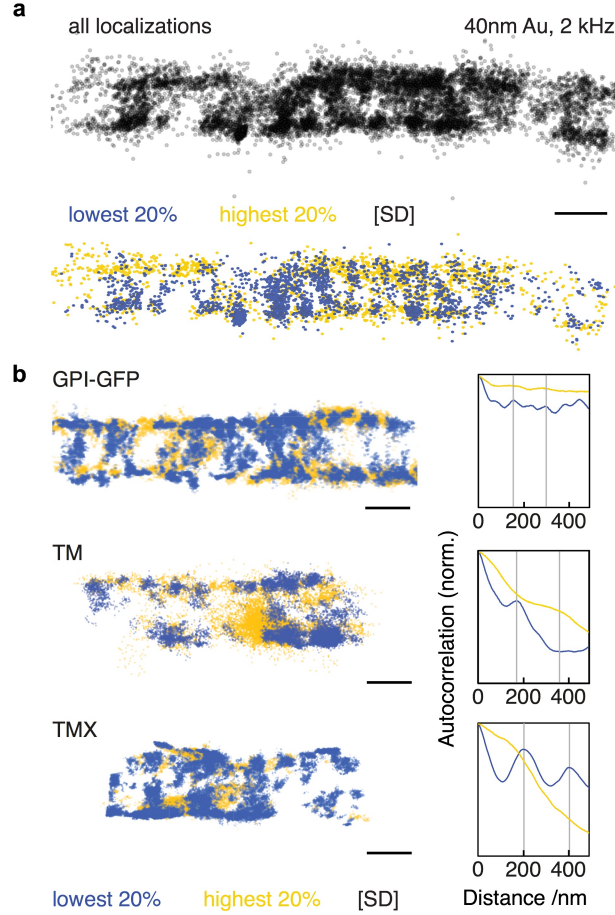 a
all localizations 40nm Au, 2 kHz
lowest 20% highest 20% [SD]
b
GPI-GFP
0 200 400
TM
0 200 400
TMX
0 200 400
Autocorrelation (norm.)
Distance /nm
lowest 20% highest 20% [SD]